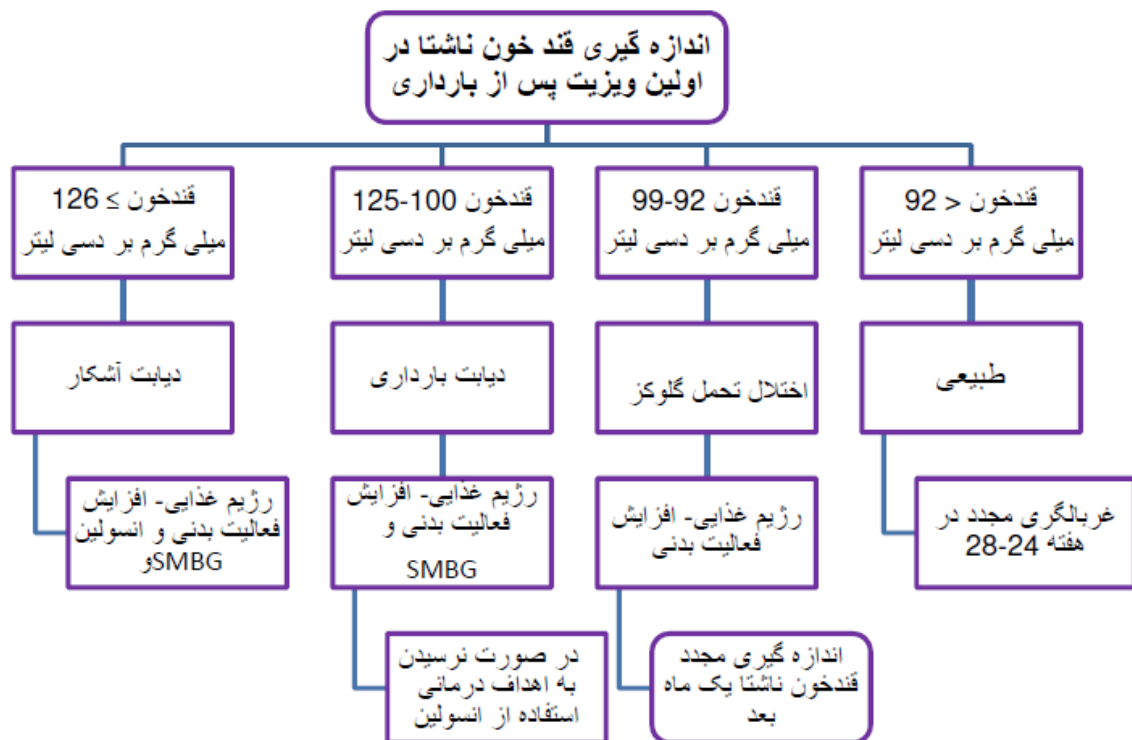 اندازه گیری قند خون ناشتا در
اولین ویزیت پس از بارداری
قندخون < 92
میلی گرم بر دسی لیتر
قندخون 92-99
میلی گرم بر دسی لیتر
قندخون 100-125
میلی گرم بر دسی لیتر
قندخون ≥ 126
میلی گرم بر دسی لیتر
طبیعی
اختلال تحمل گلوکز
دیابت بارداری
دیابت آشکار
غربالگری مجدد در
هفته 24-28
رژیم غذایی- افزایش
فعالیت بدنی
رژیم غذایی- افزایش
فعالیت بدنی و
SMBG
رژیم غذایی- افزایش
فعالیت بدنی و انسولین
وSMBG
اندازه گیری مجدد
قندخون ناشتا یک ماه
بعد
در صورت نرسیدن
به اهداف درمانی
استفاده از انسولین